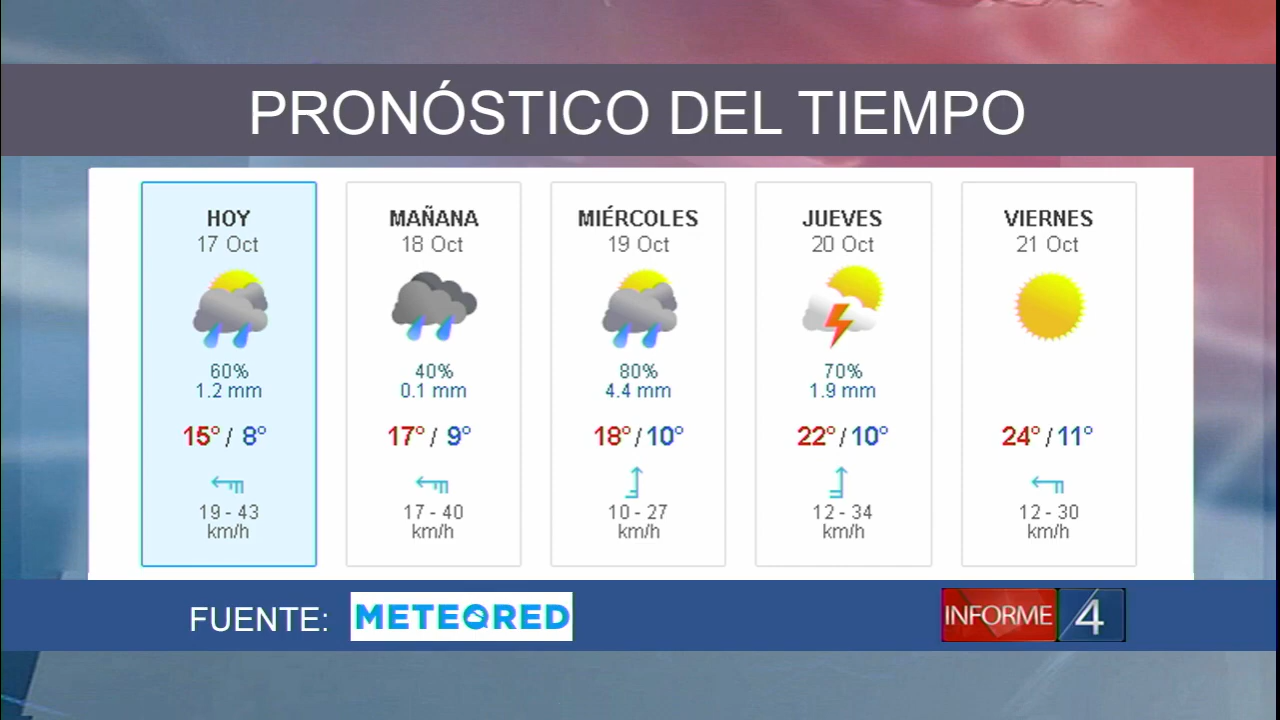 PRONÓSTICO DEL TIEMPO
HOY
17 Oct
60%
1.2 mm
15° / 8°
19 - 43
km/h
MAÑANA
18 Oct
40%
0.1 mm
17° / 9°
17 - 40
km/h
MIÉRCOLES
19 Oct
80%
4.4 mm
18° / 10°
10 - 27
km/h
JUEVES
20 Oct
70%
1.9 mm
22° / 10°
12 - 34
km/h
VIERNES
21 Oct
24° / 11°
12 - 30
km/h
FUENTE: METEORED
INFORME 4